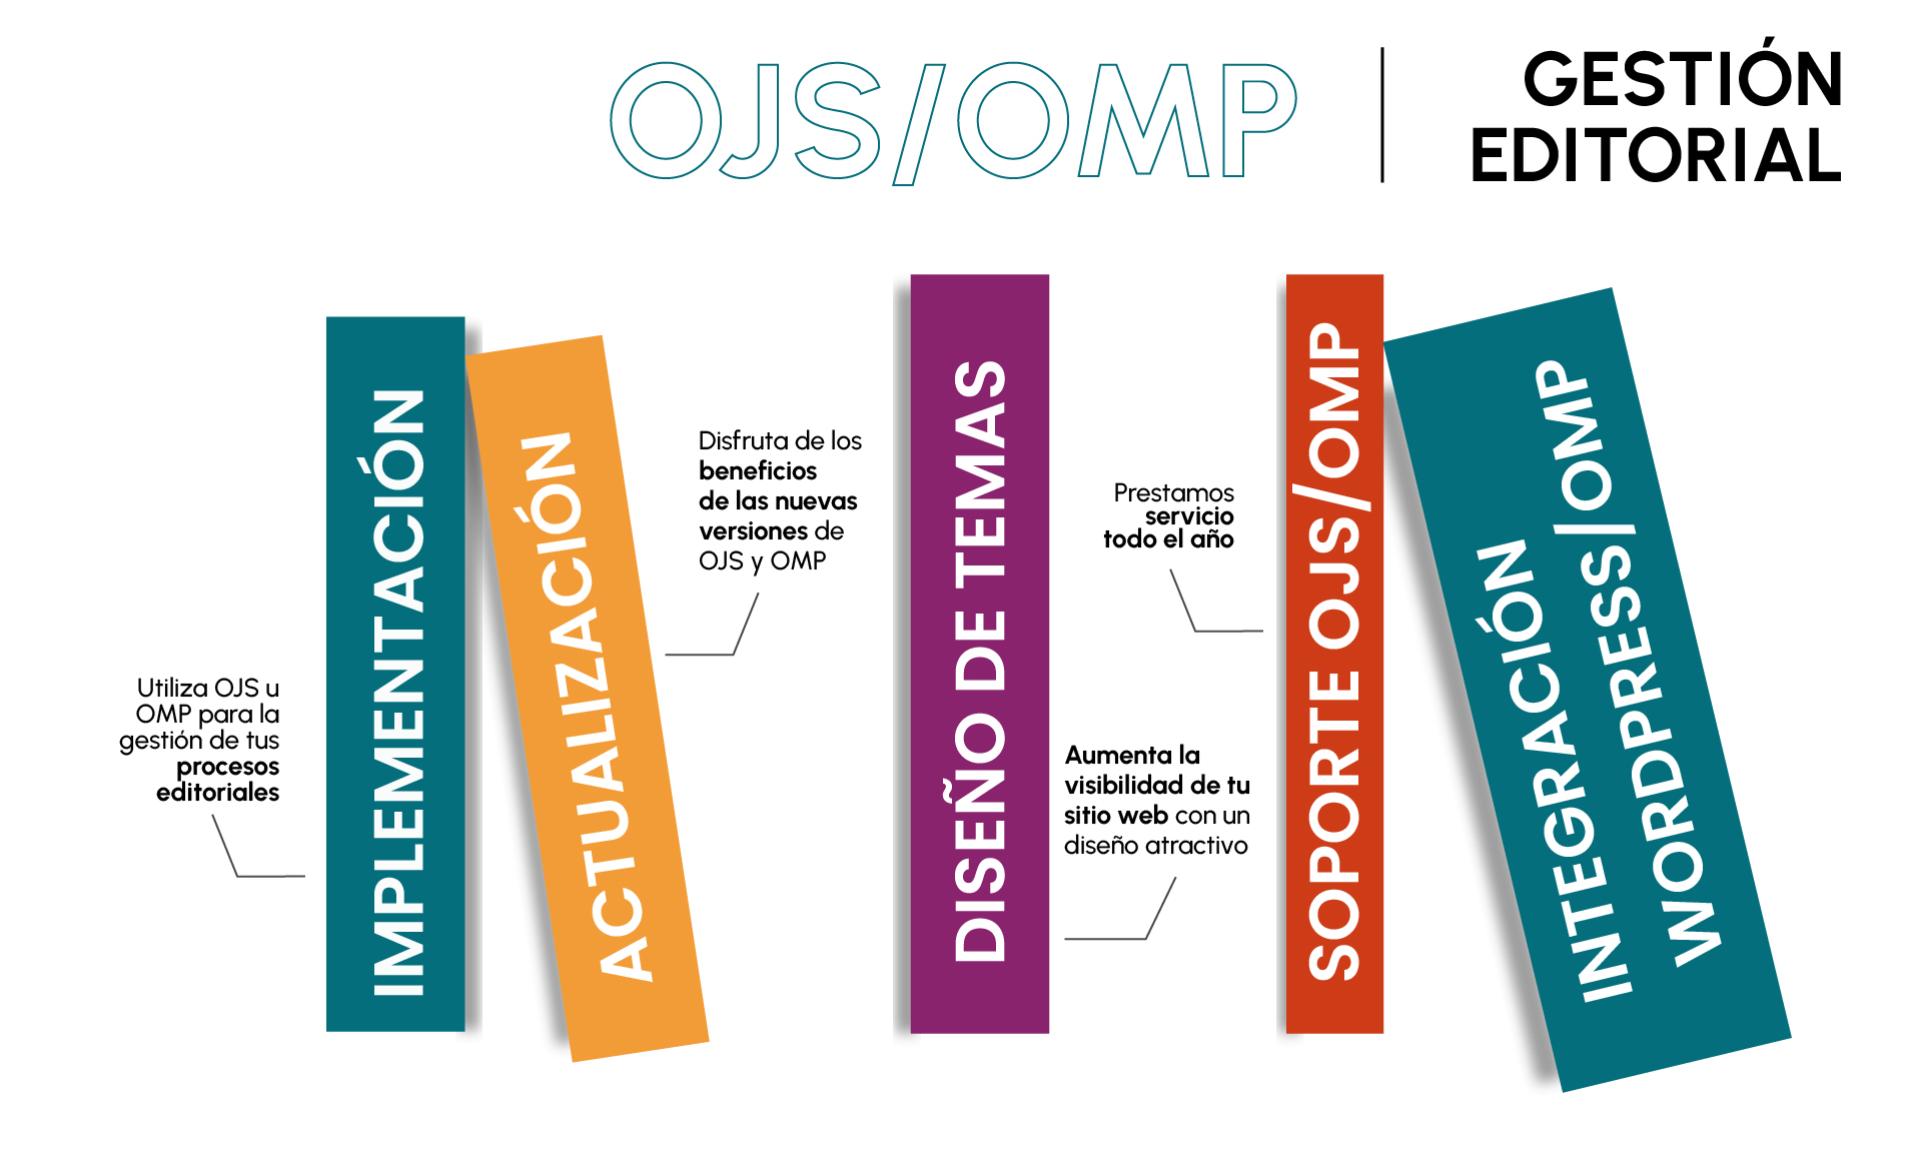 OJS/OMP
GESTIÓN
EDITORIAL
Utiliza OJS u
OMP para la
gestión de tus
procesos
editoriales
IMPLEMENTACIÓN
ACTUALIZACIÓN
Disfruta de los
beneficios
de las nuevas
versiones de
OJS y OMP
DISEÑO DE TEMAS
Aumenta la
visibilidad de tu
sitio web con un
diseño atractivo
Prestamos
servicio
todo el año
SOPORTE OJS/OMP
INTEGRACIÓN
WORDPRESS|OMP